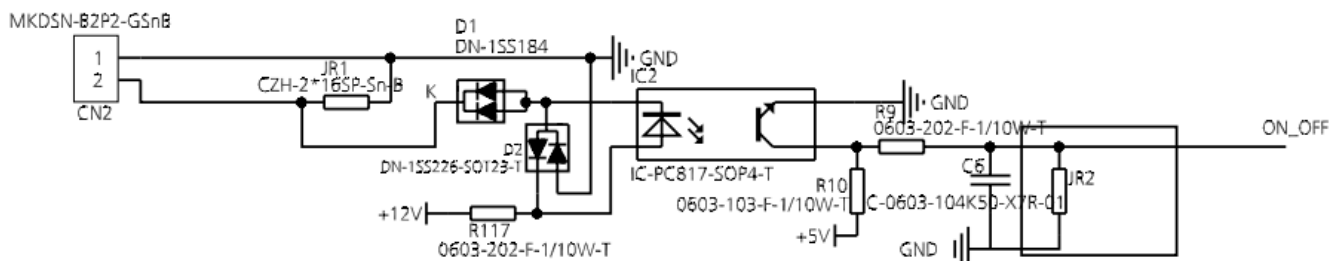 MKDSN-B2P2-GSnB
D1
DN-1SS184
1
2
CN2
JR1
CZH-2*16SP-Sn-B
K
GND
IC2
IC-PC817-SOP4-T
D2
DN-1SS226-SOT23-T
+12V
R117
0603-202-F-1/10W-T
GND
R9
0603-202-F-1/10W-T
ON_OFF
R10
0603-103-F-1/10W-T
+5V
C6
C-0603-104K50-X7R-01
JR2
GND